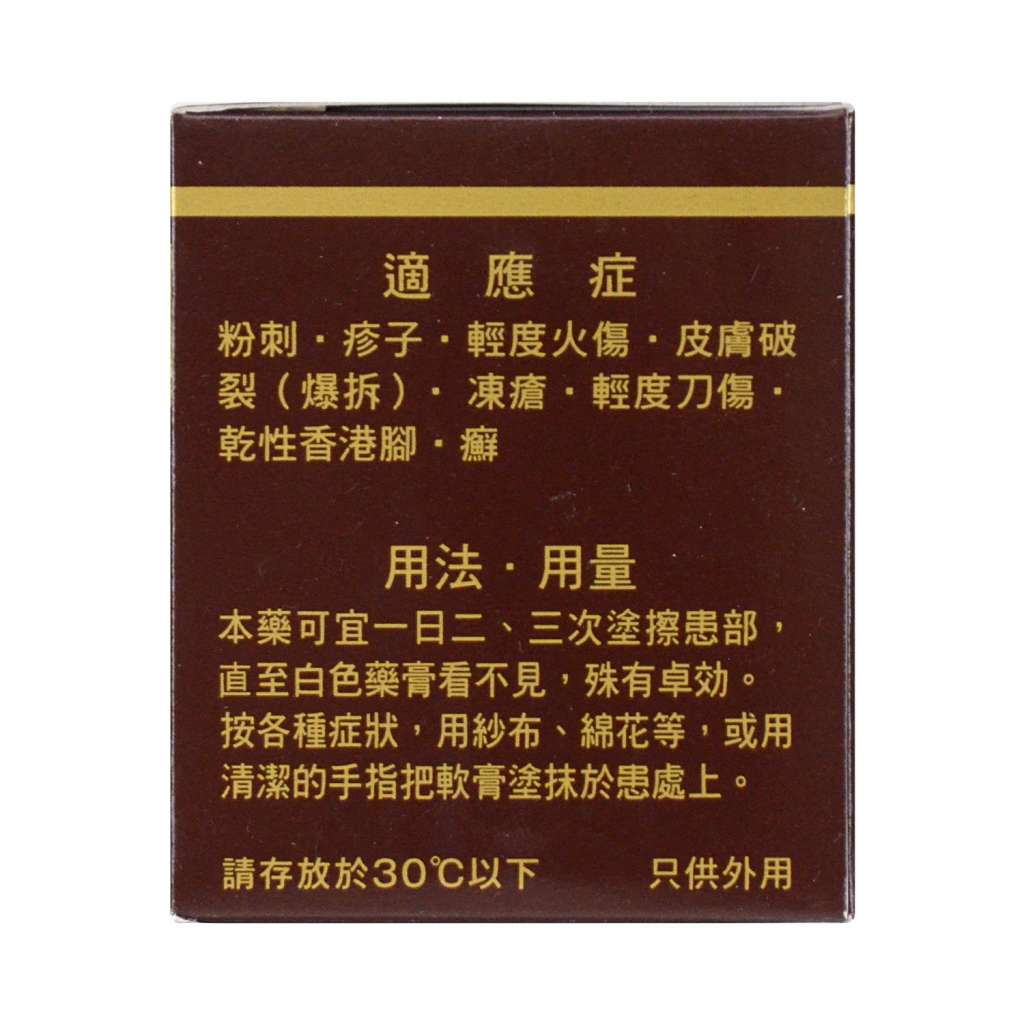 適應症
粉刺・疹子・輕度火傷・皮膚破
裂（爆拆）・凍瘡・輕度刀傷・
乾性香港腳・癬
用法・用量
本藥可宜一日二、三次塗擦患部，
直至白色藥膏看不見，殊有卓効。
按各種症狀，用紗布、綿花等，或用
清潔的手指把軟膏塗抹於患處上。
請存放於30℃以下 只供外用